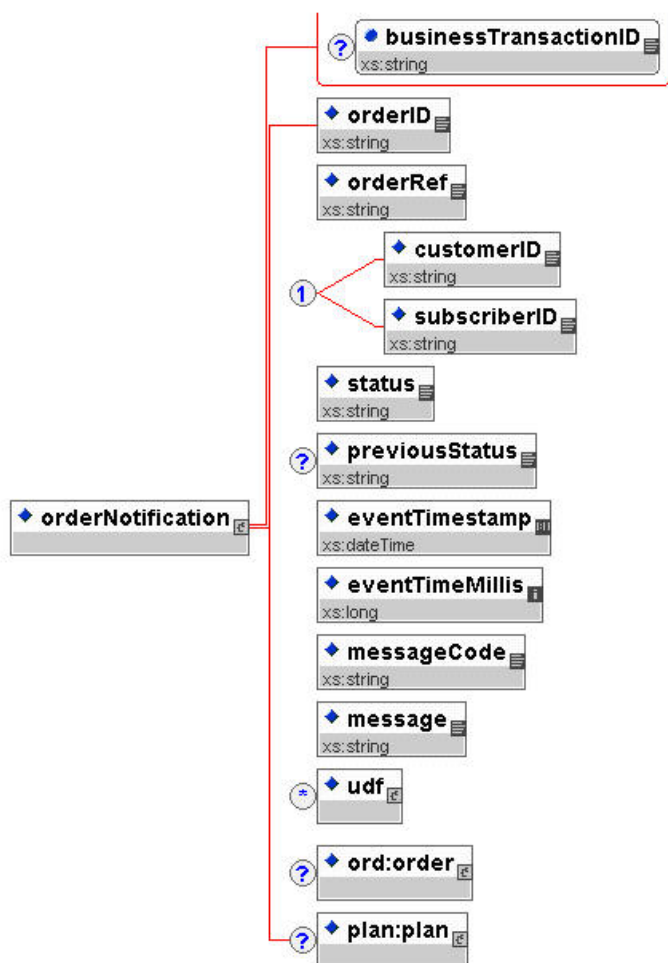 ? businessTransactionID
xs:string
orderID
xs:string
orderRef
xs:string
1
customerID
xs:string
subscriberID
xs:string
status
xs:string
? previousStatus
xs:string
orderNotification
eventTimestamp
xs:dateTime
eventTimeMillis
xs:long
messageCode
xs:string
message
xs:string
* udf
? ord:order
? plan:plan